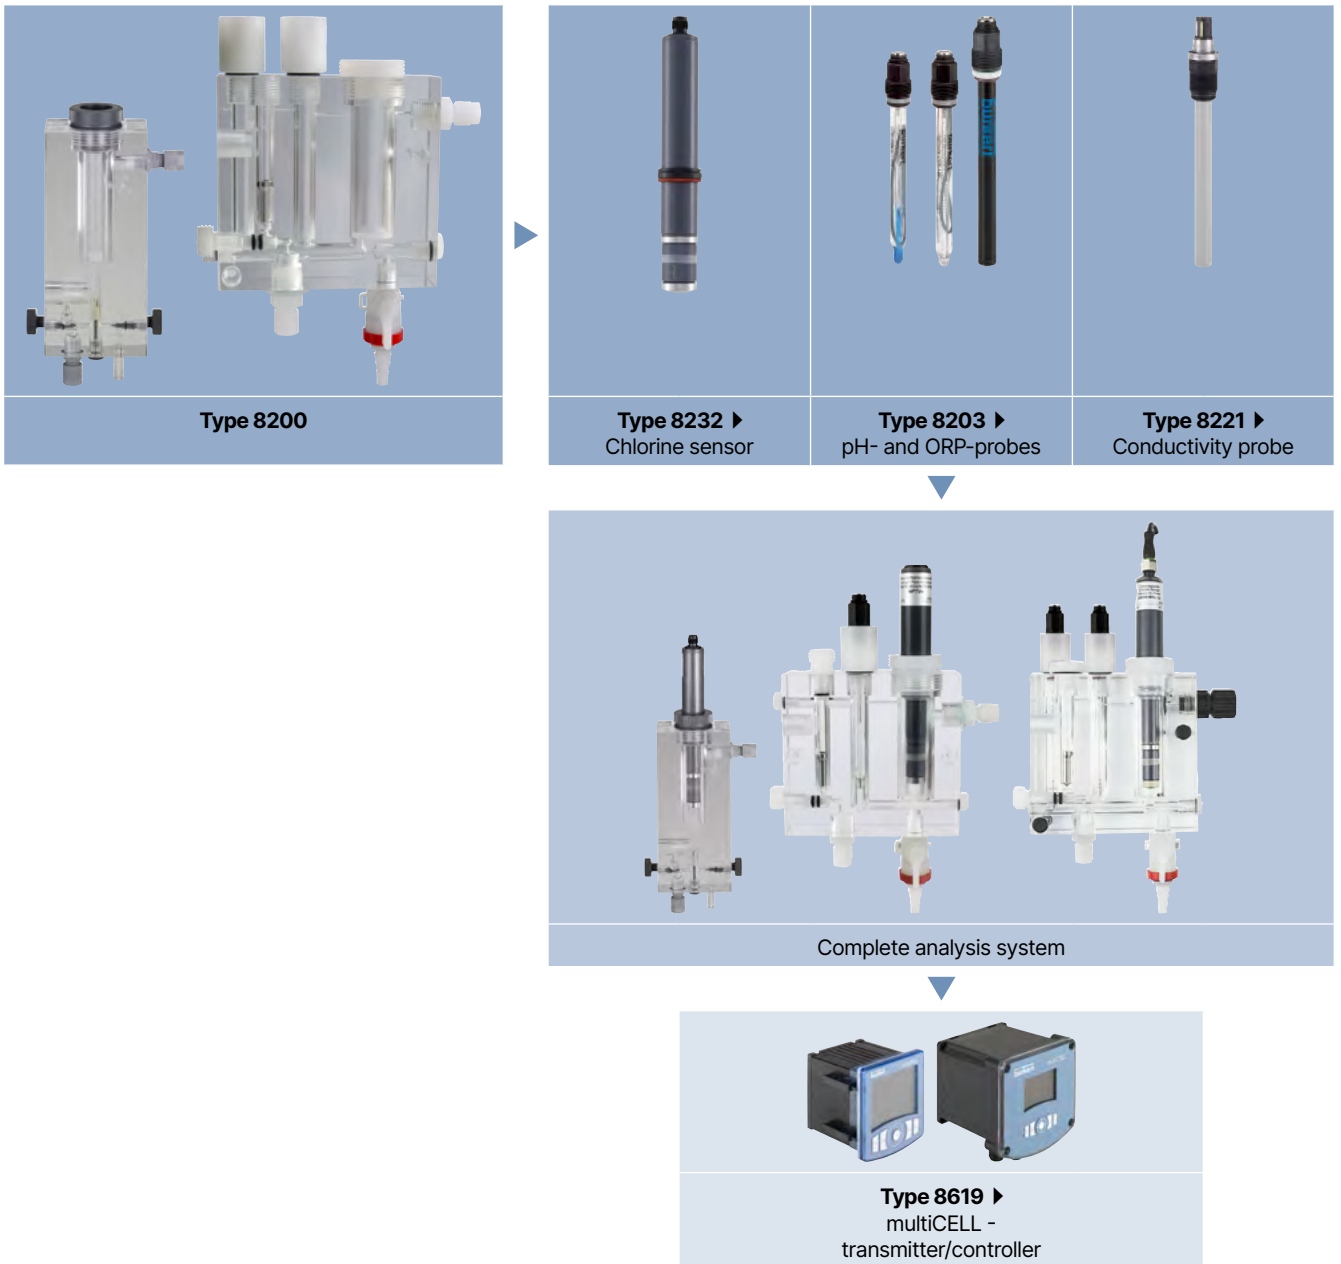 Type 8200
Type 8232
Chlorine sensor
Type 8203
pH- and ORP-probes
Type 8221
Conductivity probe
Complete analysis system
Type 8619
multiCELL -
transmitter/controller